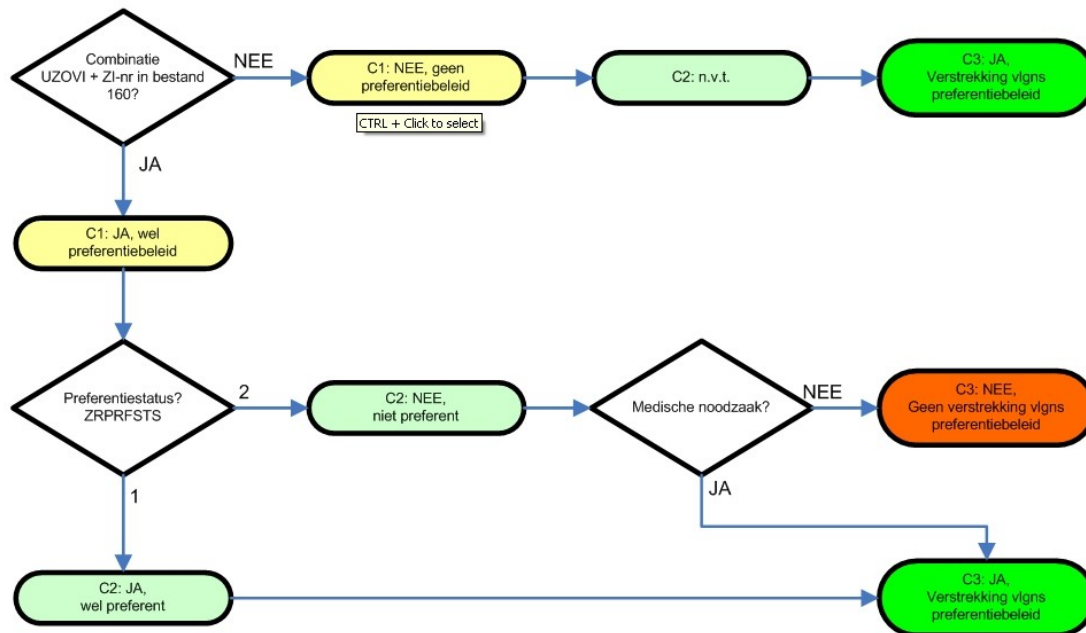 Combinatie
UZOVI + ZI-nr in bestand
160?
NEE
C1: NEE, geen
preferentiebeleid
C2: n.v.t.
C3: JA,
Verstrekking vlgns
preferentiebeleid
CTRL + Click to select
JA
C1: JA, wel
preferentiebeleid
Preferentiestatus?
ZRPRFSTS
2
C2: NEE,
niet preferent
Medische noodzaak?
NEE
C3: NEE,
Geen verstrekking vlgns
preferentiebeleid
1
JA
C2: JA,
wel preferent
C3: JA,
Verstrekking vlgns
preferentiebeleid